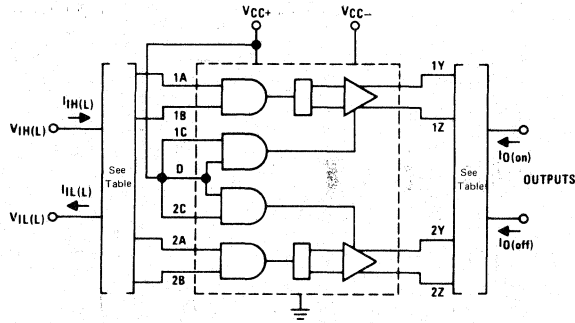 VCC+ VCC−
1A 1Y
IIH(L)
1B 1Z
VIH(L)
1C
IO(on)
See Table
D
See Table
OUTPUTS
IIL(L)
2C
VIL(L)
2A 2Y
IO(off)
2B 2Z